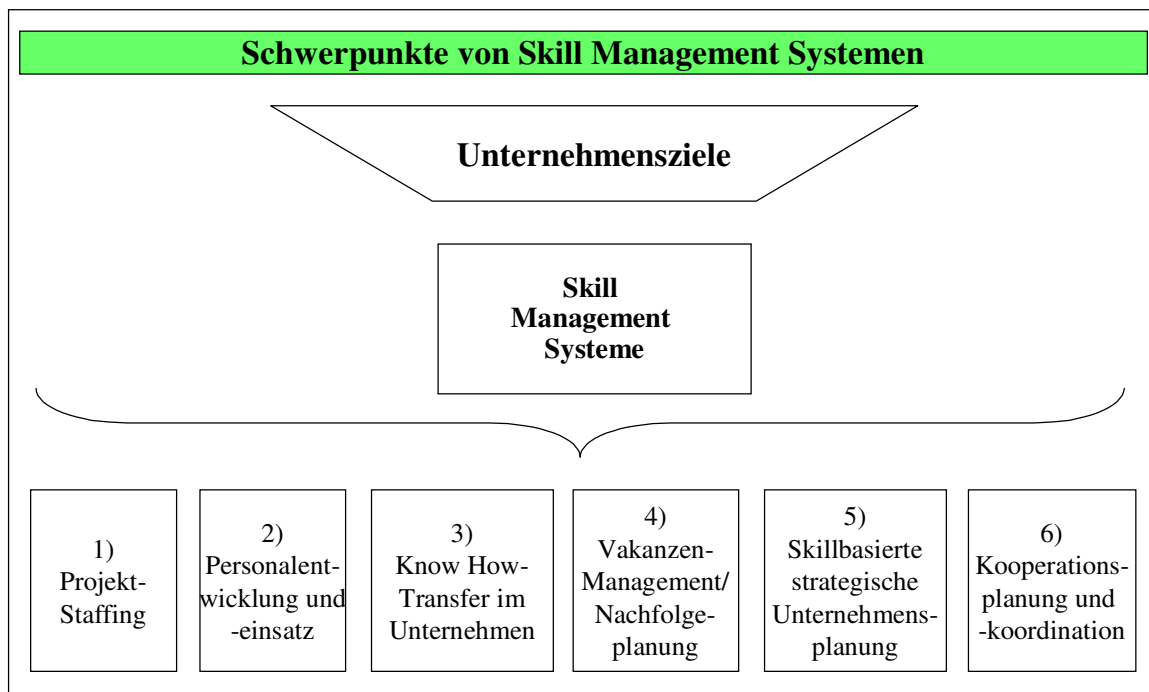 Schwerpunkte von Skill Management Systemen
Unternehmensziele
Skill
Management
Systeme
1)
Projekt-
Staffing
2)
Personalent-
wicklung und
-einsatz
3)
Know How-
Transfer im
Unternehmen
4)
Vakanzen-
Management/
Nachfolge-
planung
5)
Skillbasierte
strategische
Unternehmens-
planung
6)
Kooperations-
planung und
-koordination